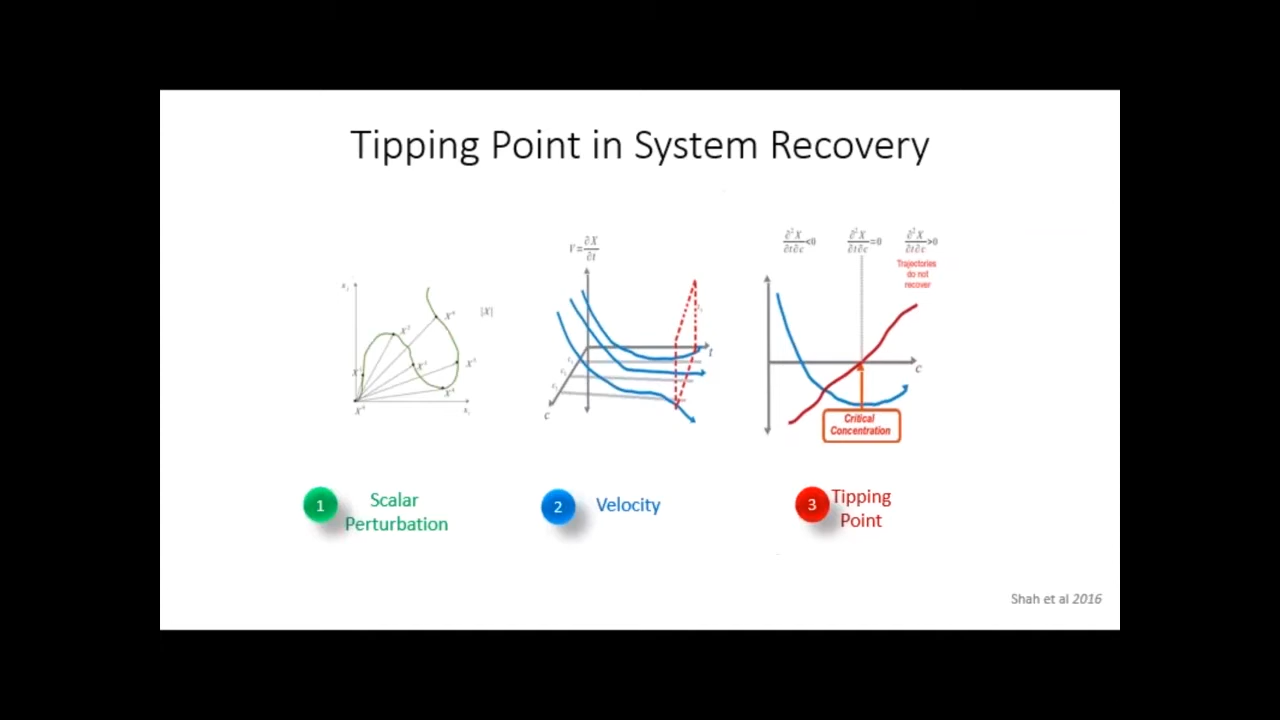 Tipping Point in System Recovery
|X|
V = ∂X/∂t
t
c
∂²X/∂t∂c <0
∂²X/∂t∂c =0
∂²X/∂t∂c >0
Trajectories
do not
recover
c
Critical
Concentration
1
Scalar
Perturbation
2
Velocity
3
Tipping
Point
Shah et al 2016